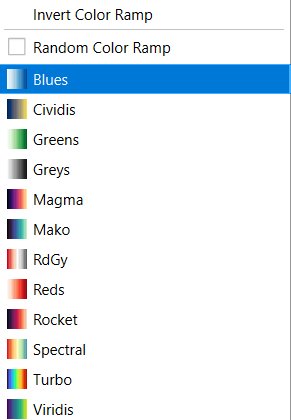 Invert Color Ramp
Random Color Ramp
Blues
Cividis
Greens
Greys
Magma
Mako
RdGy
Reds
Rocket
Spectral
Turbo
Viridis